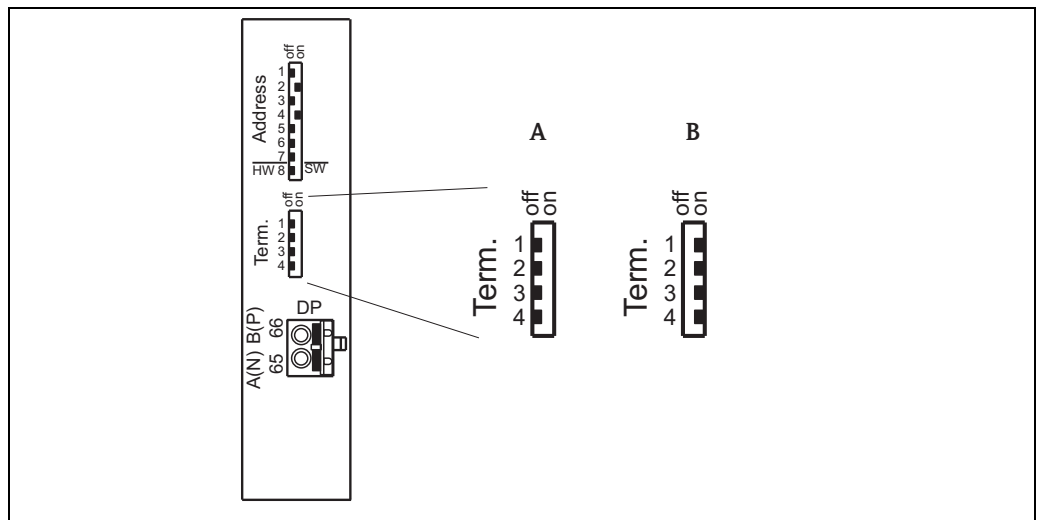 off
on
Address
1
2
3
4
5
6
7
HW 8 SW
off
on
Term.
1
2
3
4
DP
B(P) 66
A(N) 65
A
B
off
on
Term.
1
2
3
4
off
on
Term.
1
2
3
4